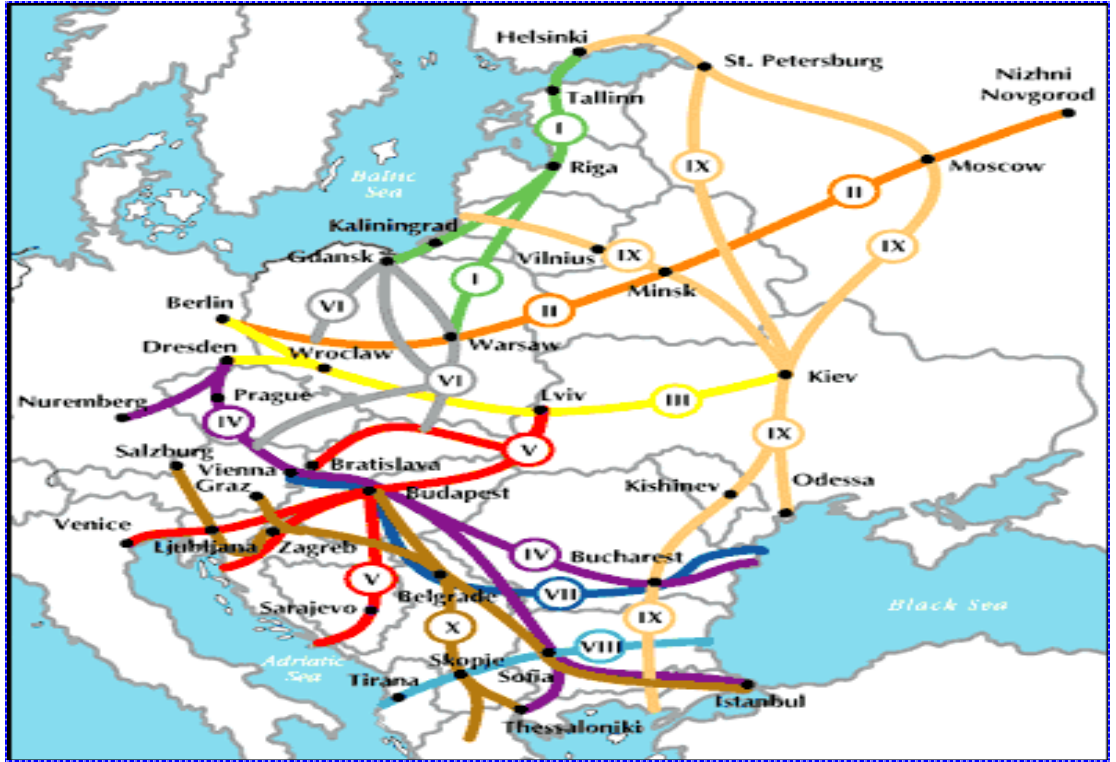 Helsinki
St. Petersburg
Nizhni
Novgorod
Tallinn
I
Riga
IX
Moscow
II
Baltic
Sea
Kaliningrad
Gdansk
Vilnius
IX
IX
Minsk
I
VI
II
Berlin
Warsaw
Dresden
Wroclaw
VI
Kiev
Nuremberg
Prague
Lviv
III
IV
V
IX
Salzburg
Vienna
Bratislava
Graz
Budapest
Kishinev
Odessa
Venice
Ljubljana
Zagreb
IV
Bucharest
V
Belgrade
VII
Sarajevo
Black Sea
X
IX
VIII
Adriatic
Sea
Skopje
Sofia
Tirana
Istanbul
Thessaloniki